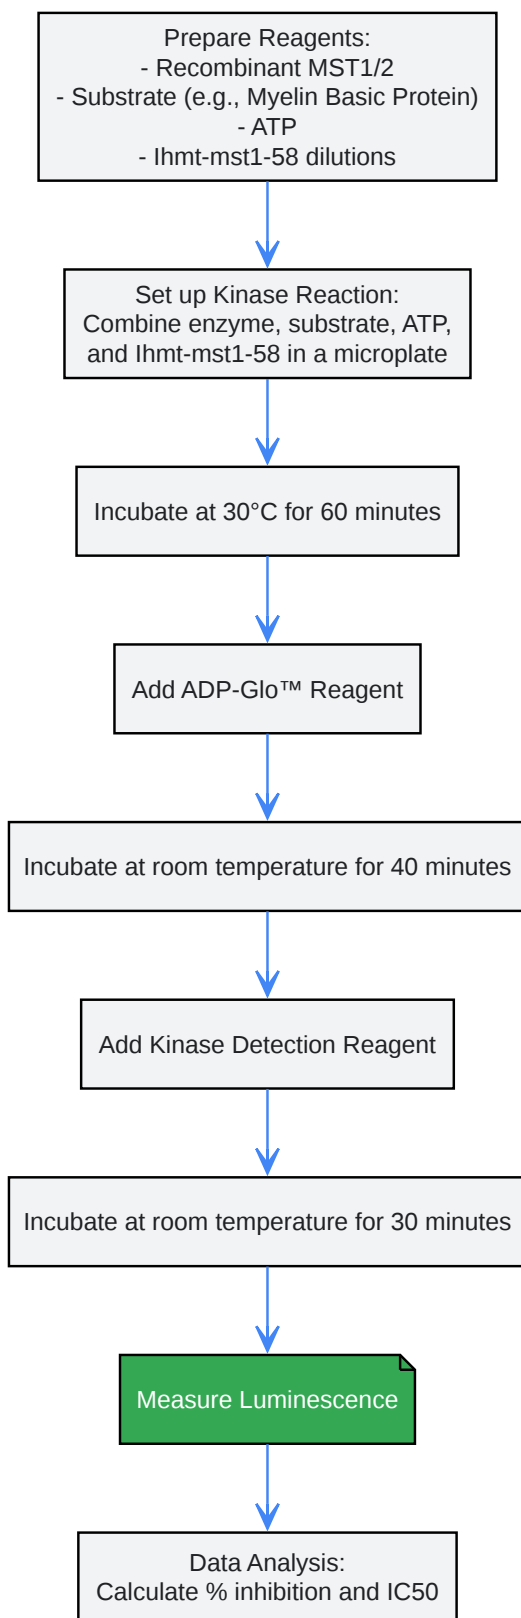 Prepare Reagents:
- Recombinant MST1/2
- Substrate (e.g., Myelin Basic Protein)
- ATP
- Ihmt-mst1-58 dilutions
Set up Kinase Reaction:
Combine enzyme, substrate, ATP,
and Ihmt-mst1-58 in a microplate
Incubate at 30°C for 60 minutes
Add ADP-Glo™ Reagent
Incubate at room temperature for 40 minutes
Add Kinase Detection Reagent
Incubate at room temperature for 30 minutes
Measure Luminescence
Data Analysis:
Calculate % inhibition and IC50